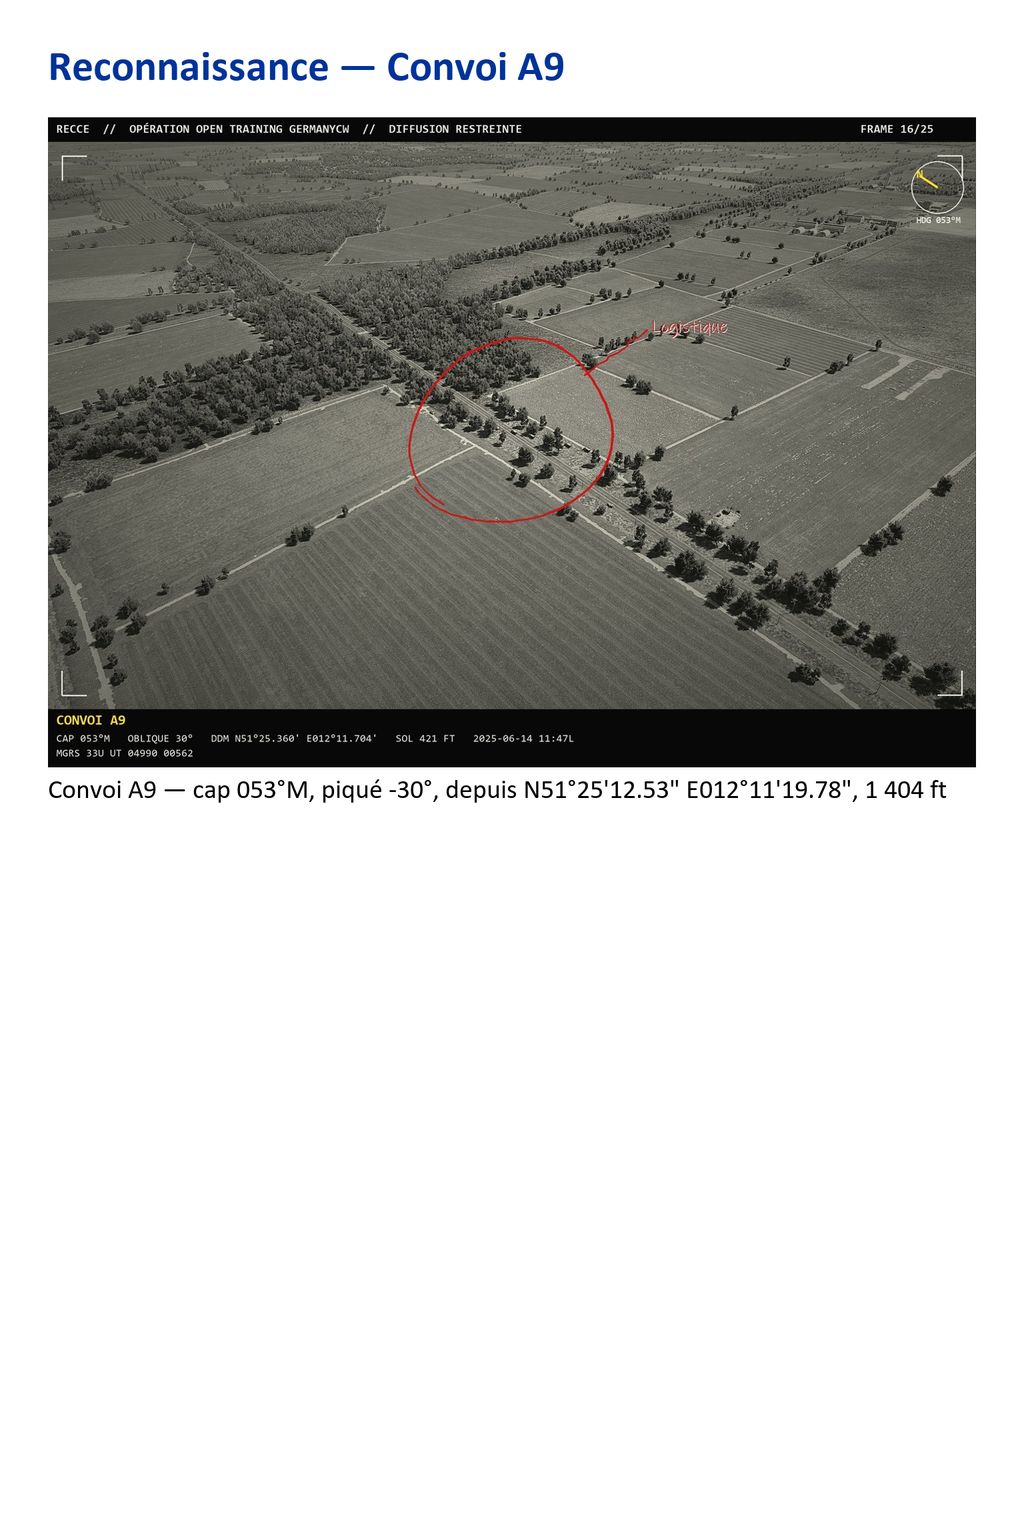 Reconnaissance — Convoi A9
RECCE // OPÉRATION OPEN TRAINING GERMANYCW // DIFFUSION RESTREINTE FRAME 16/25
N
HDG 053°M
Logistique
CONVOI A9
CAP 053°M OBLIQUE 30° DDM N51°25.360' E012°11.704' SOL 421 FT 2025-06-14 11:47L
MGRS 33U UT 04990 00562
Convoi A9 — cap 053°M, piqué -30°, depuis N51°25'12.53" E012°11'19.78", 1 404 ft